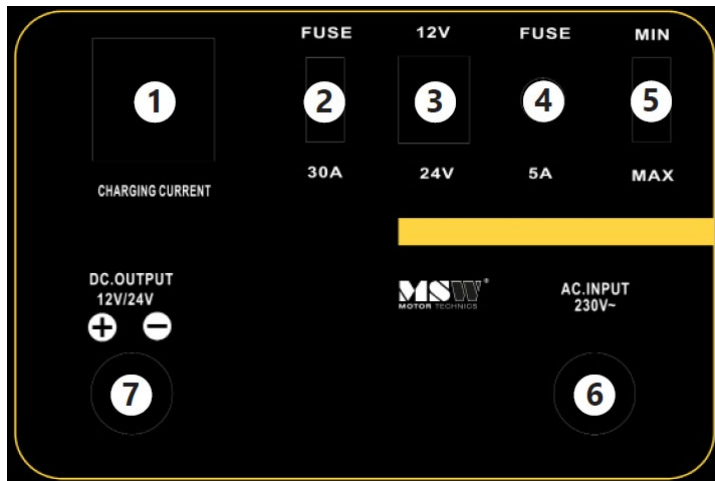 FUSE
12V
FUSE
MIN
1
2
3
4
5
30A
24V
5A
MAX
CHARGING CURRENT
DC.OUTPUT
12V/24V
+ −
MSW®
MOTOR TECHNICS
AC.INPUT
230V~
7
6